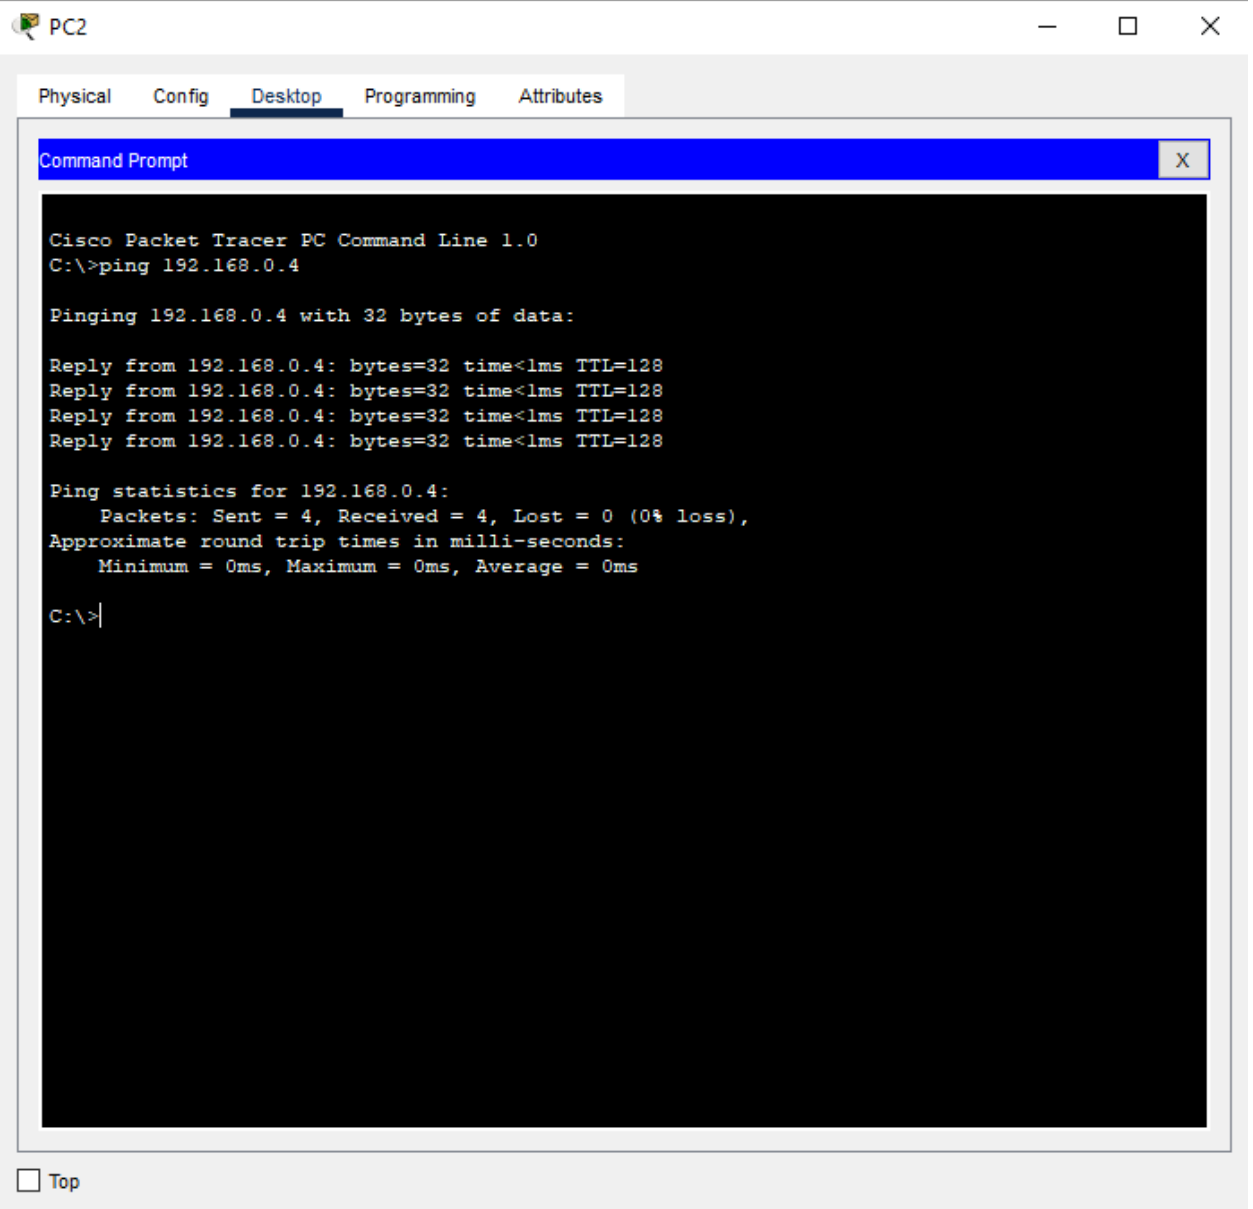 PC2
Physical Config Desktop Programming Attributes
Command Prompt X
Cisco Packet Tracer PC Command Line 1.0
C:\>ping 192.168.0.4
Pinging 192.168.0.4 with 32 bytes of data:
Reply from 192.168.0.4: bytes=32 time<1ms TTL=128
Reply from 192.168.0.4: bytes=32 time<1ms TTL=128
Reply from 192.168.0.4: bytes=32 time<1ms TTL=128
Reply from 192.168.0.4: bytes=32 time<1ms TTL=128
Ping statistics for 192.168.0.4:
Packets: Sent = 4, Received = 4, Lost = 0 (0% loss),
Approximate round trip times in milli-seconds:
Minimum = 0ms, Maximum = 0ms, Average = 0ms
C:\>
Top